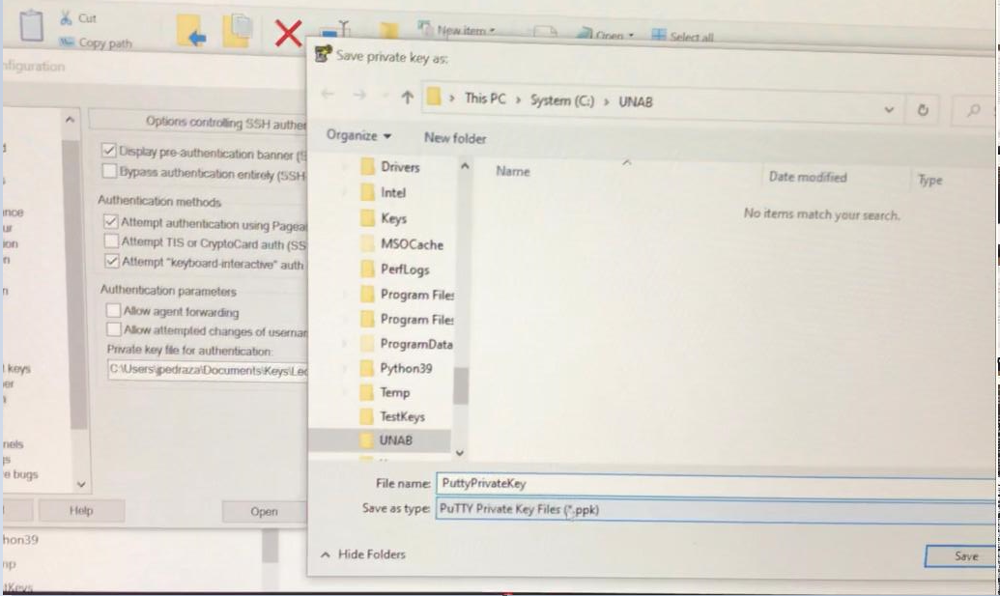 Cut
Copy path
New item
Open
Select all
nfiguration
Save private key as:
This PC > System (C:) > UNAB
Organize
New folder
Options controlling SSH authen
Display pre-authentication banner (S
Bypass authentication entirely (SSH-
Authentication methods
Attempt authentication using Pagea
Attempt TIS or CryptoCard auth (SS
Attempt "keyboard-interactive" auth
Authentication parameters
Allow agent forwarding
Allow attempted changes of usernar
Private key file for authentication:
C:\Users\jpedraza\Documents\Keys\Led
nce
ur
ion
n
n
keys
er
nels
gs
e bugs
Help
Open
hon39
mp
tKeys
Drivers
Intel
Keys
MSOCache
PerfLogs
Program Files
Program Files
ProgramData
Python39
Temp
TestKeys
UNAB
Name
Date modified
Type
No items match your search.
File name: PuttyPrivateKey
Save as type: PuTTY Private Key Files (*.ppk)
Hide Folders
Save